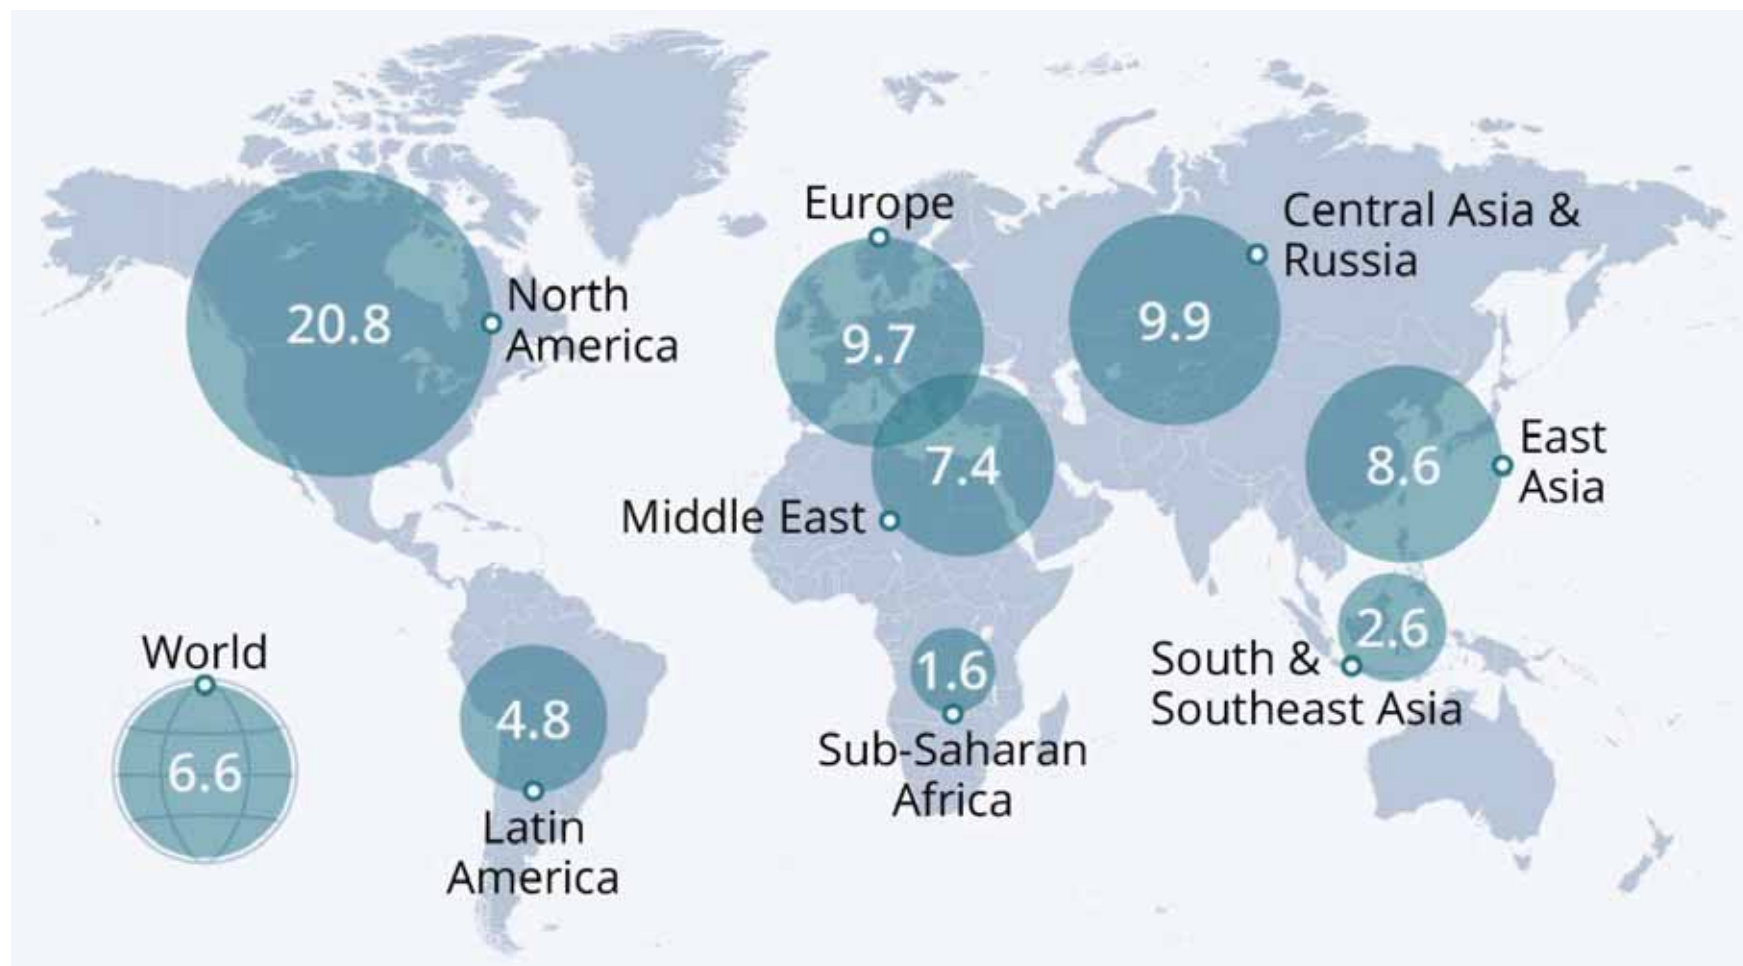 Europe
Central Asia &
Russia
North
America
20.8
9.7
9.9
East
Asia
8.6
7.4
Middle East
World
6.6
4.8
Latin
America
1.6
Sub-Saharan
Africa
2.6
South &
Southeast Asia